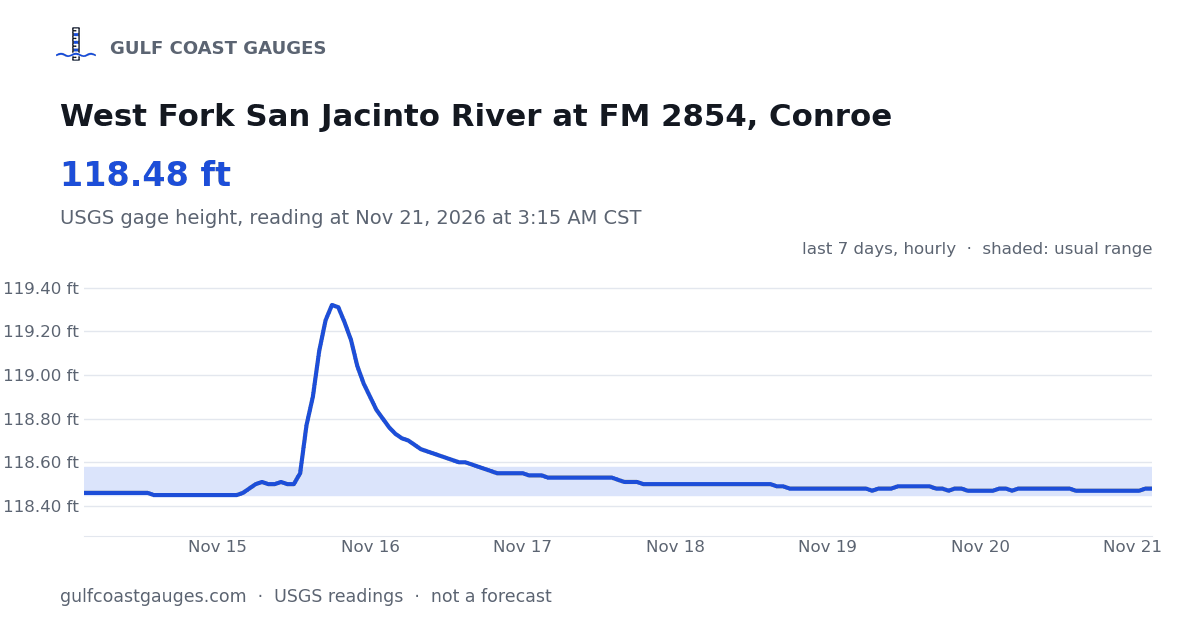 GULF COAST GAUGES
West Fork San Jacinto River at FM 2854, Conroe
118.48 ft
USGS gage height, reading at Nov 21, 2026 at 3:15 AM CST
last 7 days, hourly · shaded: usual range
119.40 ft
119.20 ft
119.00 ft
118.80 ft
118.60 ft
118.40 ft
Nov 15 Nov 16 Nov 17 Nov 18 Nov 19 Nov 20 Nov 21
gulfcoastgauges.com · USGS readings · not a forecast